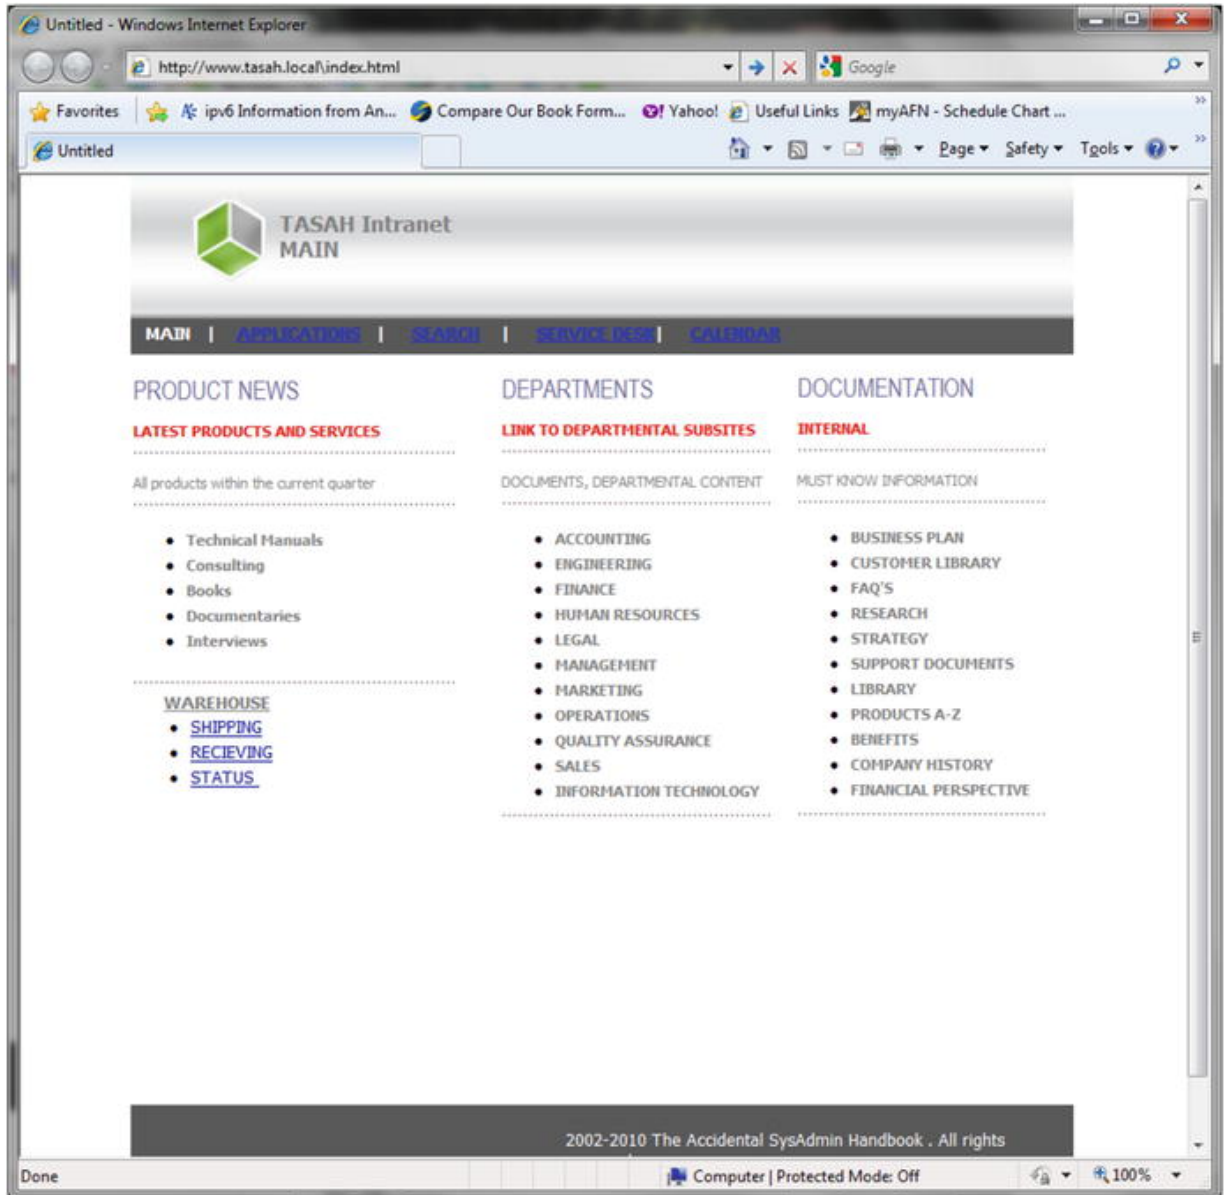 Untitled - Windows Internet Explorer
http://www.tasah.local\index.html
Google
Favorites
ipv6 Information from An...
Compare Our Book Form...
Yahoo!
Useful Links
myAFN - Schedule Chart ...
Untitled
Page
Safety
Tools
TASAH Intranet
MAIN
MAIN | APPLICATIONS | SEARCH | SERVICE DESK| CALENDAR
PRODUCT NEWS
LATEST PRODUCTS AND SERVICES
All products within the current quarter
Technical Manuals
Consulting
Books
Documentaries
Interviews
WAREHOUSE
SHIPPING
RECIEVING
STATUS
DEPARTMENTS
LINK TO DEPARTMENTAL SUBSITES
DOCUMENTS, DEPARTMENTAL CONTENT
ACCOUNTING
ENGINEERING
FINANCE
HUMAN RESOURCES
LEGAL
MANAGEMENT
MARKETING
OPERATIONS
QUALITY ASSURANCE
SALES
INFORMATION TECHNOLOGY
DOCUMENTATION
INTERNAL
MUST KNOW INFORMATION
BUSINESS PLAN
CUSTOMER LIBRARY
FAQ'S
RESEARCH
STRATEGY
SUPPORT DOCUMENTS
LIBRARY
PRODUCTS A-Z
BENEFITS
COMPANY HISTORY
FINANCIAL PERSPECTIVE
2002-2010 The Accidental SysAdmin Handbook . All rights
Done
Computer | Protected Mode: Off
100%